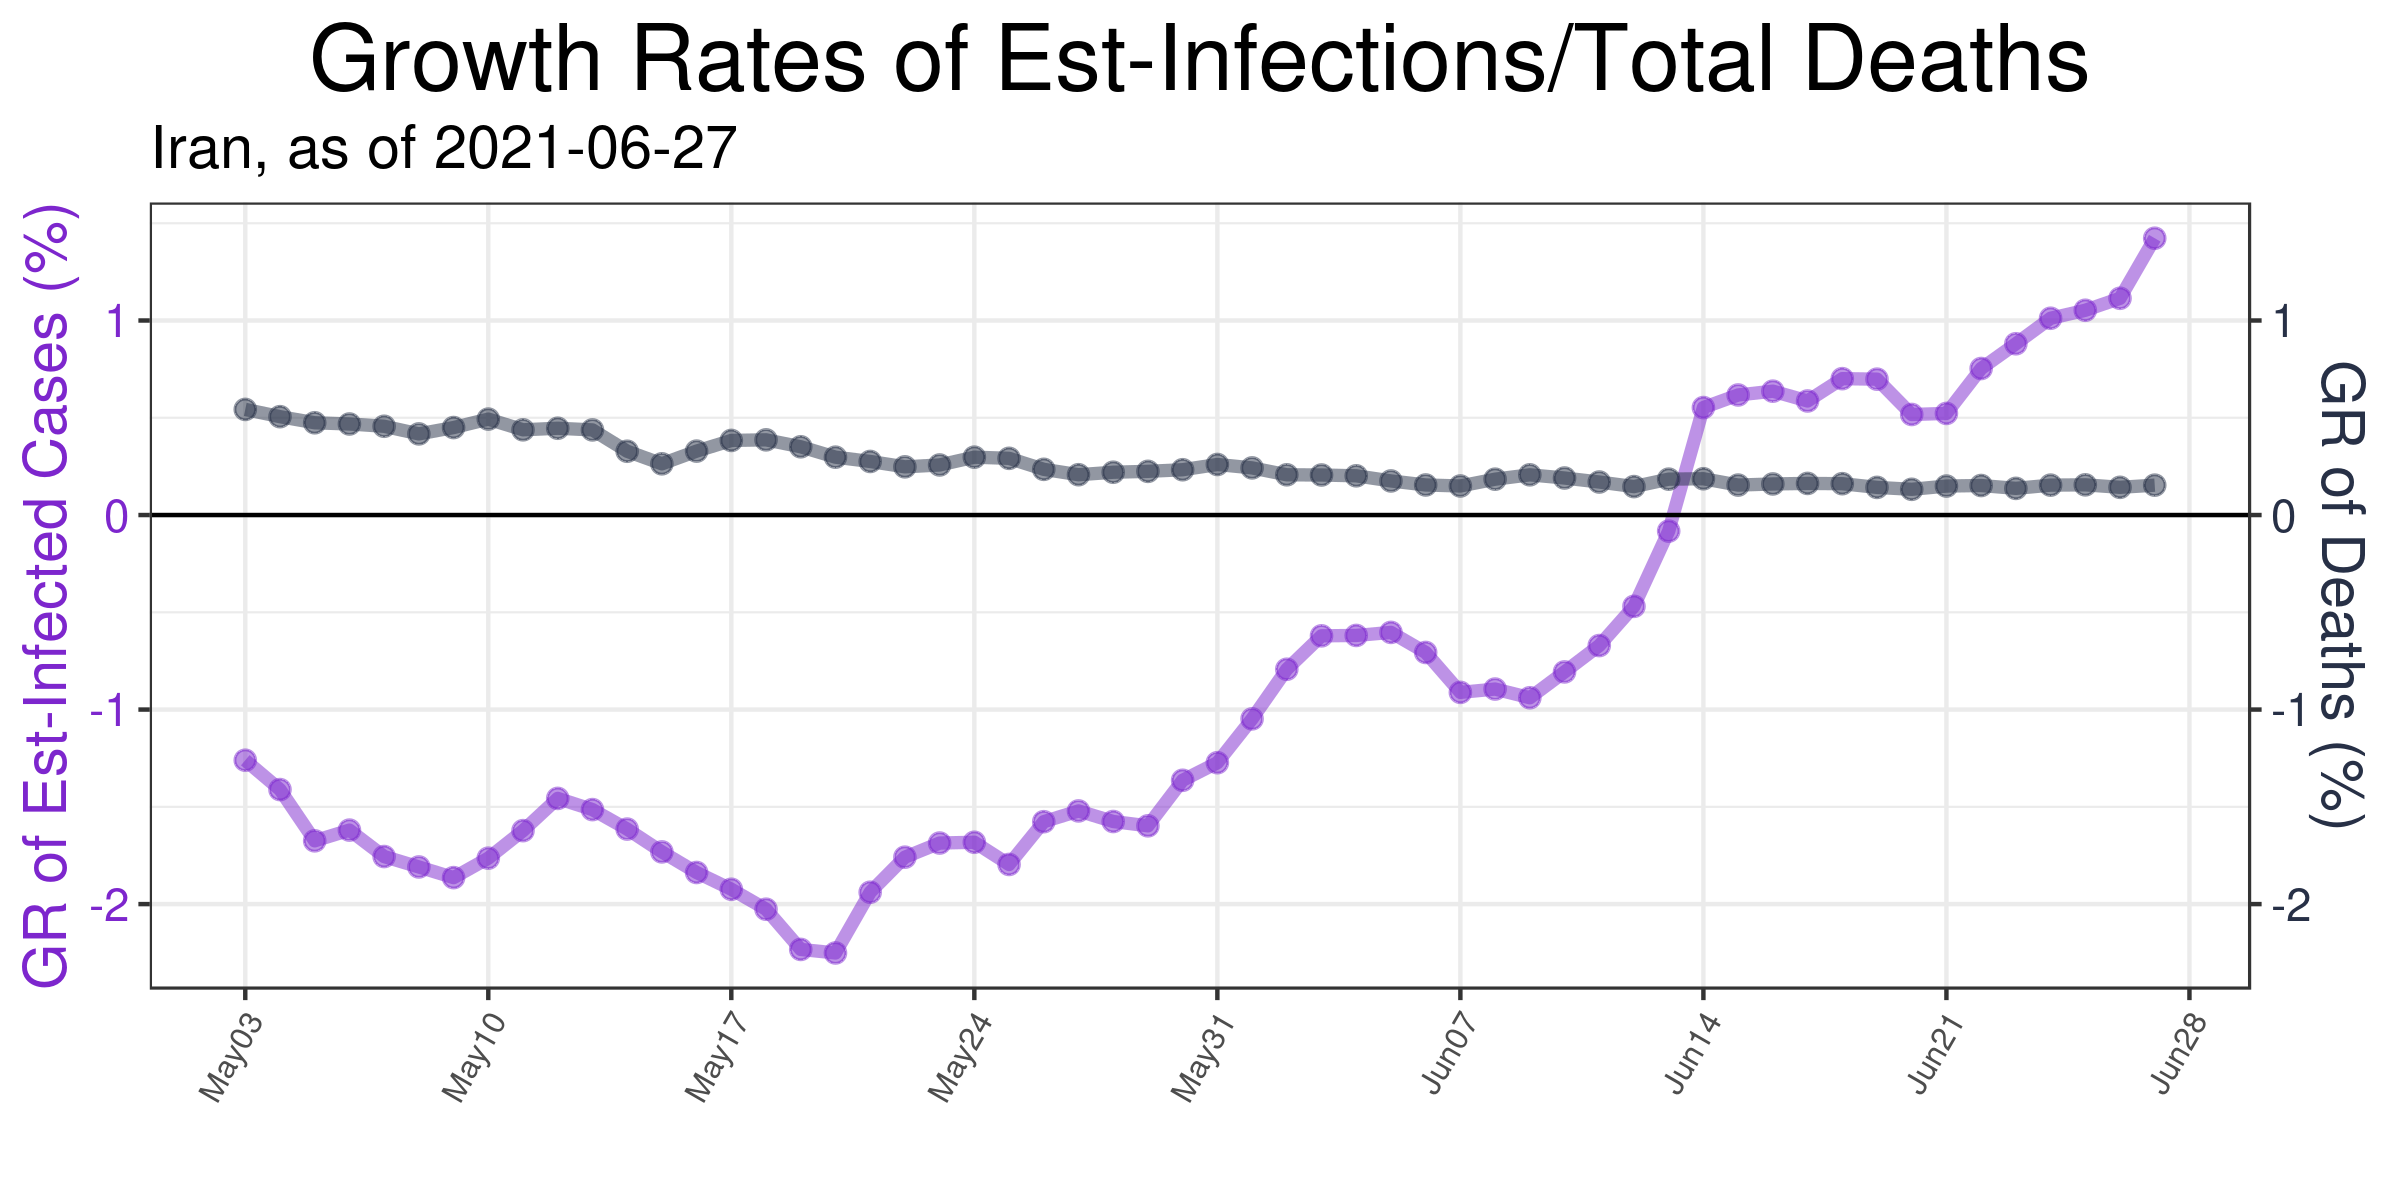 Growth Rates of Est-Infections/Total Deaths
Iran, as of 2021-06-27
GR of Est-Infected Cases (%)
1
0
-1
-2
1
0
-1
-2
GR of Deaths (%)
May03
May10
May17
May24
May31
Jun07
Jun14
Jun21
Jun28